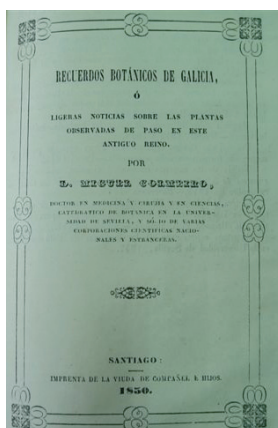 RECUERDOS BOTÁNICOS DE GALICIA,
Ó
LIGERAS NOTICIAS SOBRE LAS PLANTAS
OBSERVADAS DE PASO EN ESTE
ANTIGUO REINO.
POR
D. MIGUEL COLMEIRO,
DOCTOR EN MEDICINA Y CIRUJIA Y EN CIENCIAS,
CATEDRATICO DE BOTANICA EN LA UNIVER-
SIDAD DE SEVILLA, Y SÓCIO DE VARIAS
CORPORACIONES CIENTIFICAS NACIO-
NALES Y ESTRANGERAS.
SANTIAGO:
IMPRENTA DE LA VIUDA DE COMPAÑEL É HIJOS.
1850.